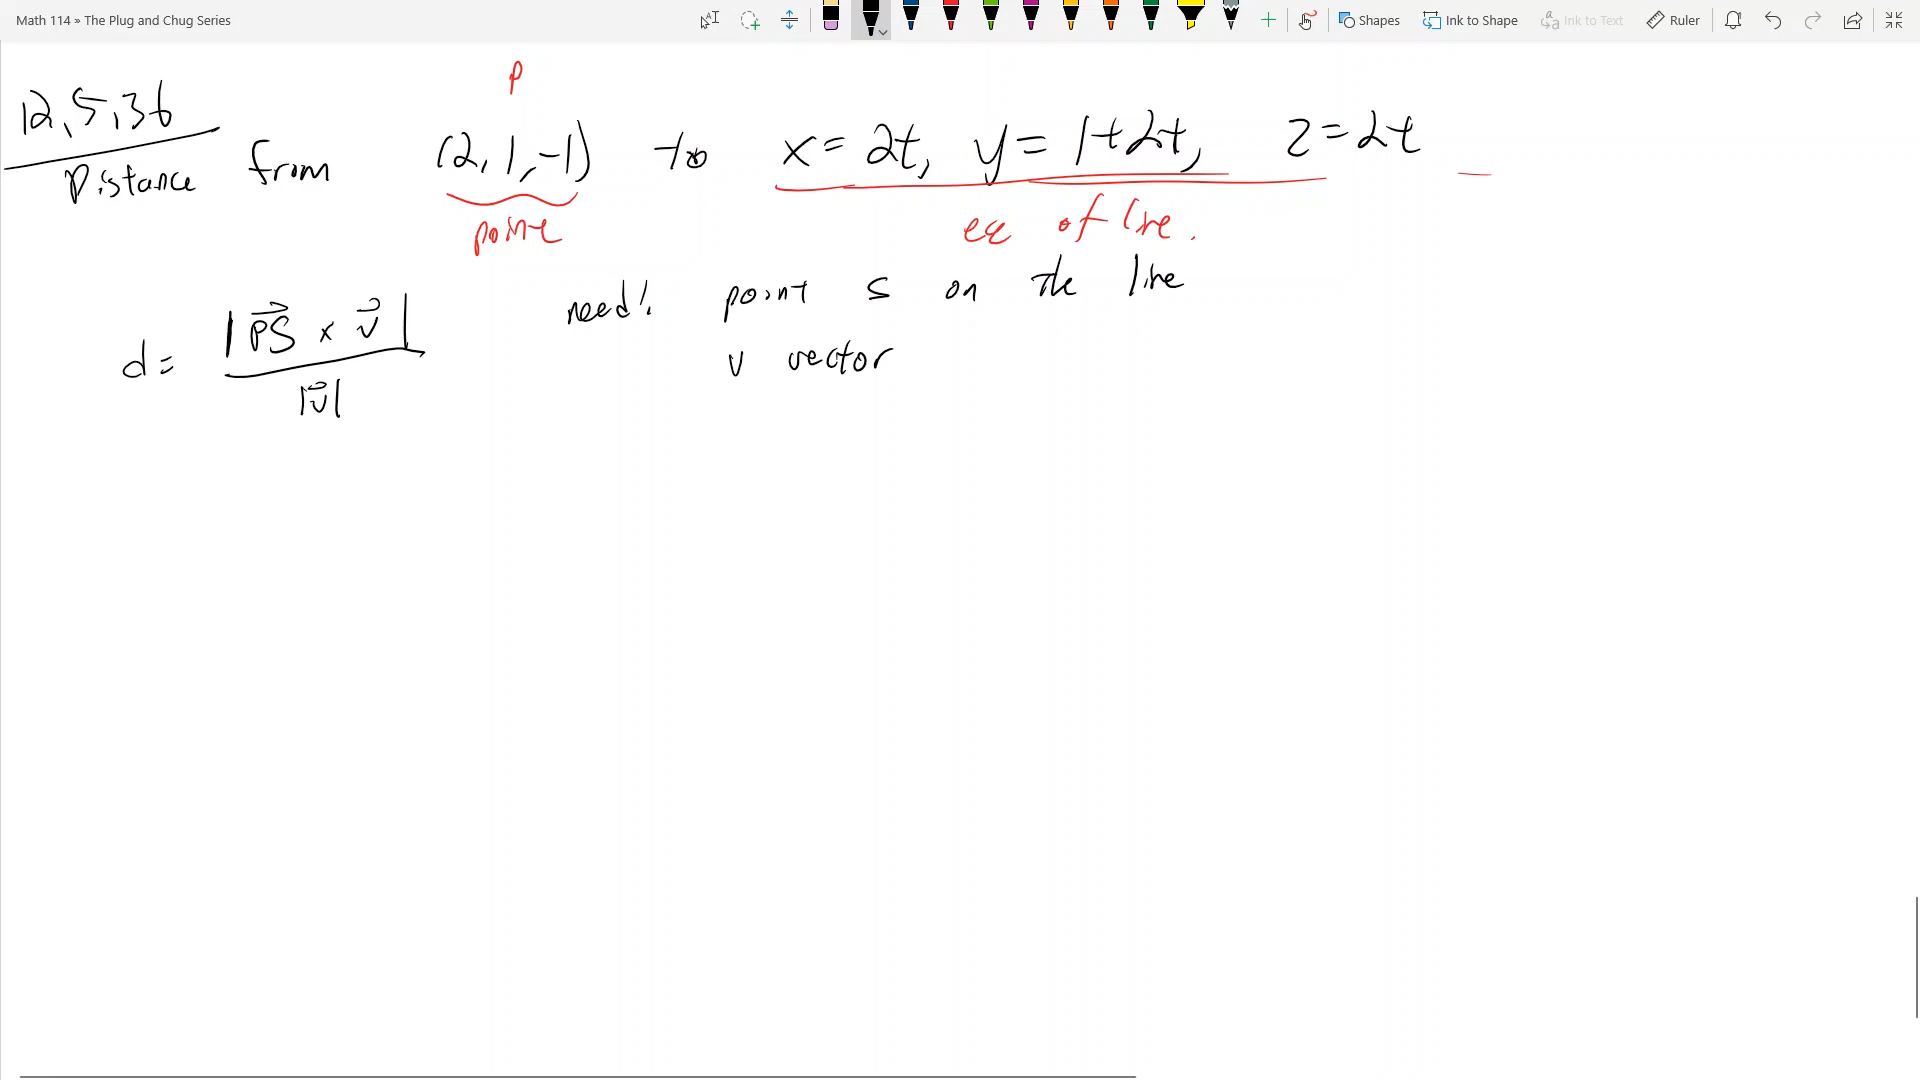 Math 114 » The Plug and Chug Series
Shapes
Ink to Shape
Ink to Text
Ruler
12,5,36
P
Distance from (2, 1, -1) to x = 2t, y = 1+2t, z = 2t
point
eq of line.
need: point S on the line
d = |PS⃗ × v⃗| / |v⃗|
v vector